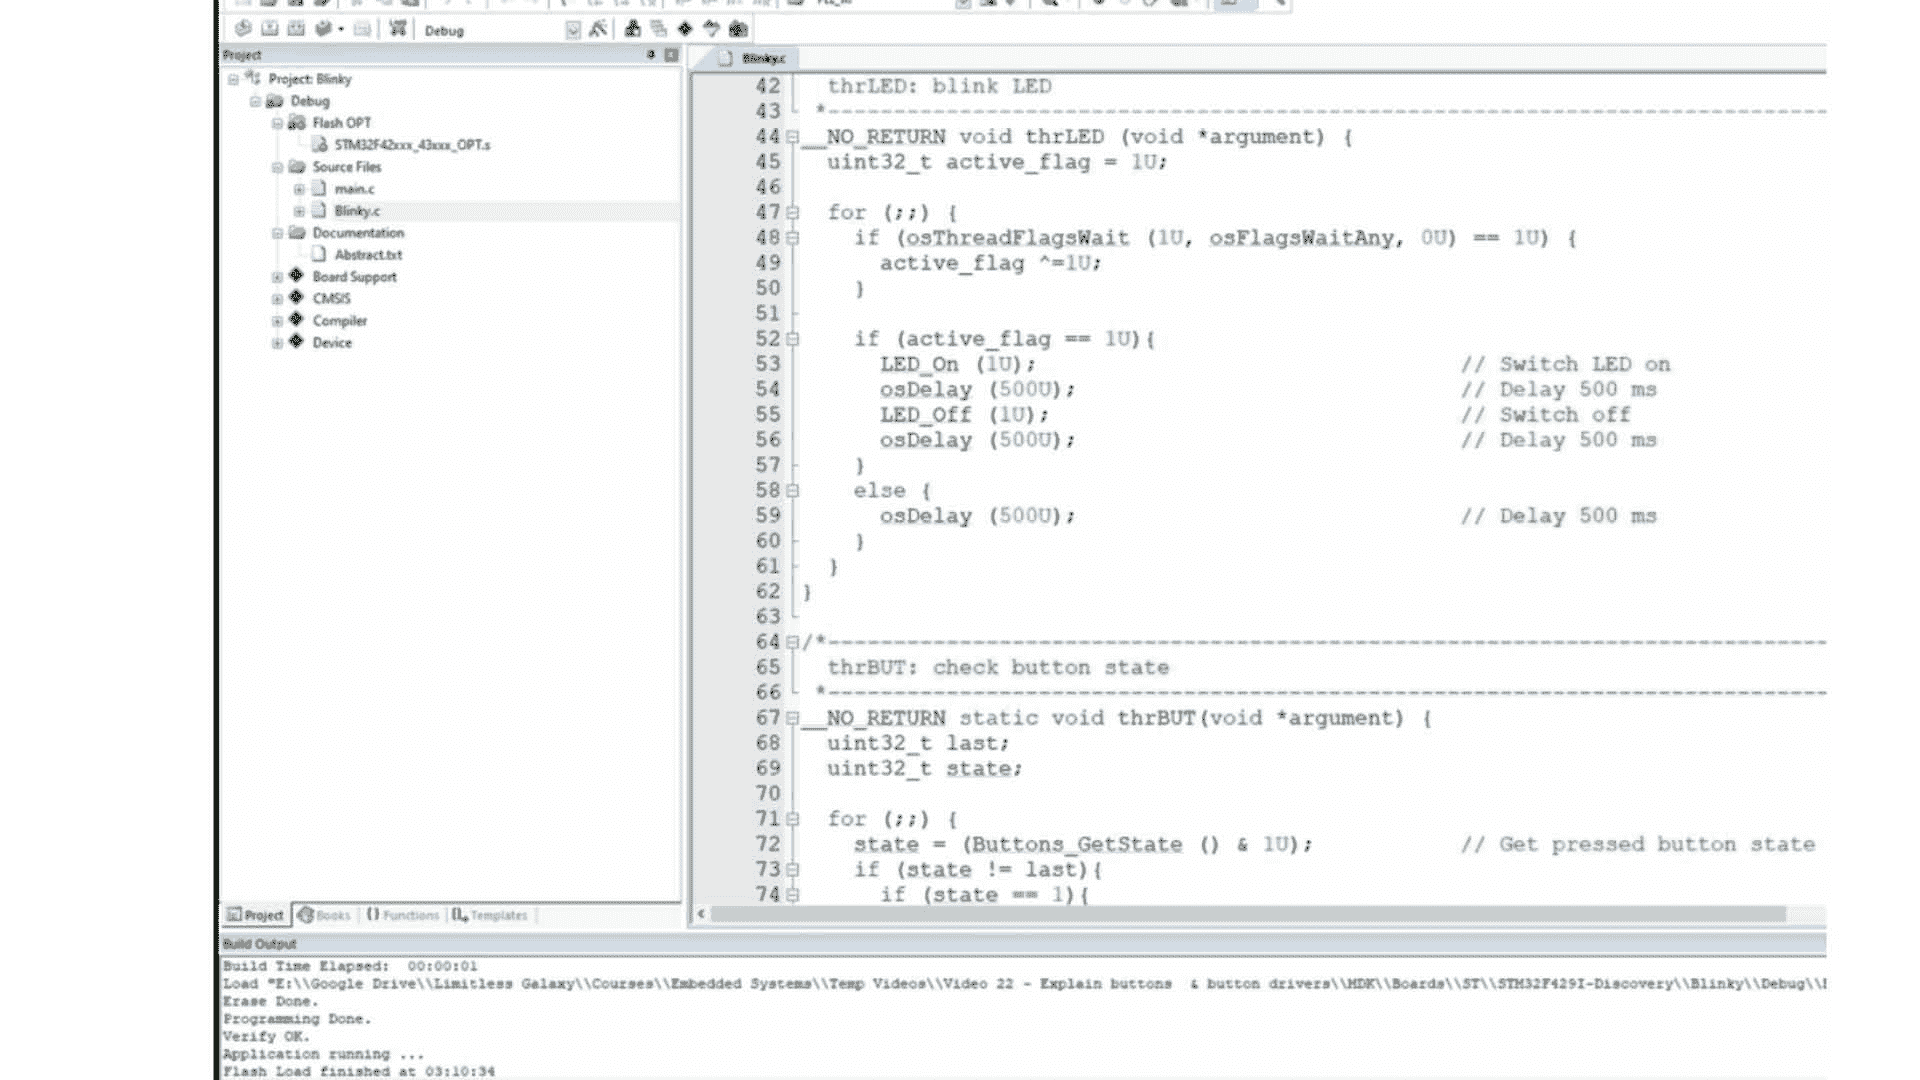 Debug
Project
Project: Blinky
Debug
Flash OPT
STM32F42xxx_43xxx_OPT.s
Source Files
main.c
Blinky.c
Documentation
Abstract.txt
Board Support
CMSIS
Compiler
Device
Project Books {} Functions Templates
Blinky.c
42 thrLED: blink LED
43 *------------------------------------------------------------
44 __NO_RETURN void thrLED (void *argument) {
45 uint32_t active_flag = 1U;
46
47 for (;;) {
48 if (osThreadFlagsWait (1U, osFlagsWaitAny, 0U) == 1U) {
49 active_flag ^=1U;
50 }
51
52 if (active_flag == 1U){
53 LED_On (1U); // Switch LED on
54 osDelay (500U); // Delay 500 ms
55 LED_Off (1U); // Switch off
56 osDelay (500U); // Delay 500 ms
57 }
58 else {
59 osDelay (500U); // Delay 500 ms
60 }
61 }
62 }
63
64 /*------------------------------------------------------------
65 thrBUT: check button state
66 *------------------------------------------------------------
67 __NO_RETURN static void thrBUT(void *argument) {
68 uint32_t last;
69 uint32_t state;
70
71 for (;;) {
72 state = (Buttons_GetState () & 1U); // Get pressed button state
73 if (state != last){
74 if (state == 1){
Build Output
Build Time Elapsed: 00:00:01
Load "E:\\Google Drive\\Limitless Galaxy\\Courses\\Embedded Systems\\Temp Videos\\Video 22 - Explain buttons & button drivers\\MDK\\Boards\\ST\\STM32F429I-Discovery\\Blinky\\Debug\\
Erase Done.
Programming Done.
Verify OK.
Application running ...
Flash Load finished at 03:10:34